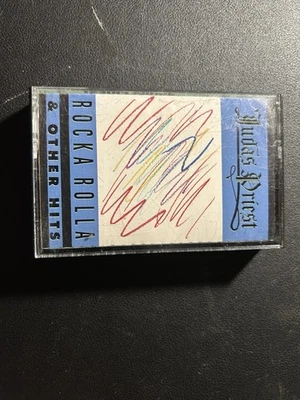 Judas Priest
ROCKA ROLLA
& OTHER HITS